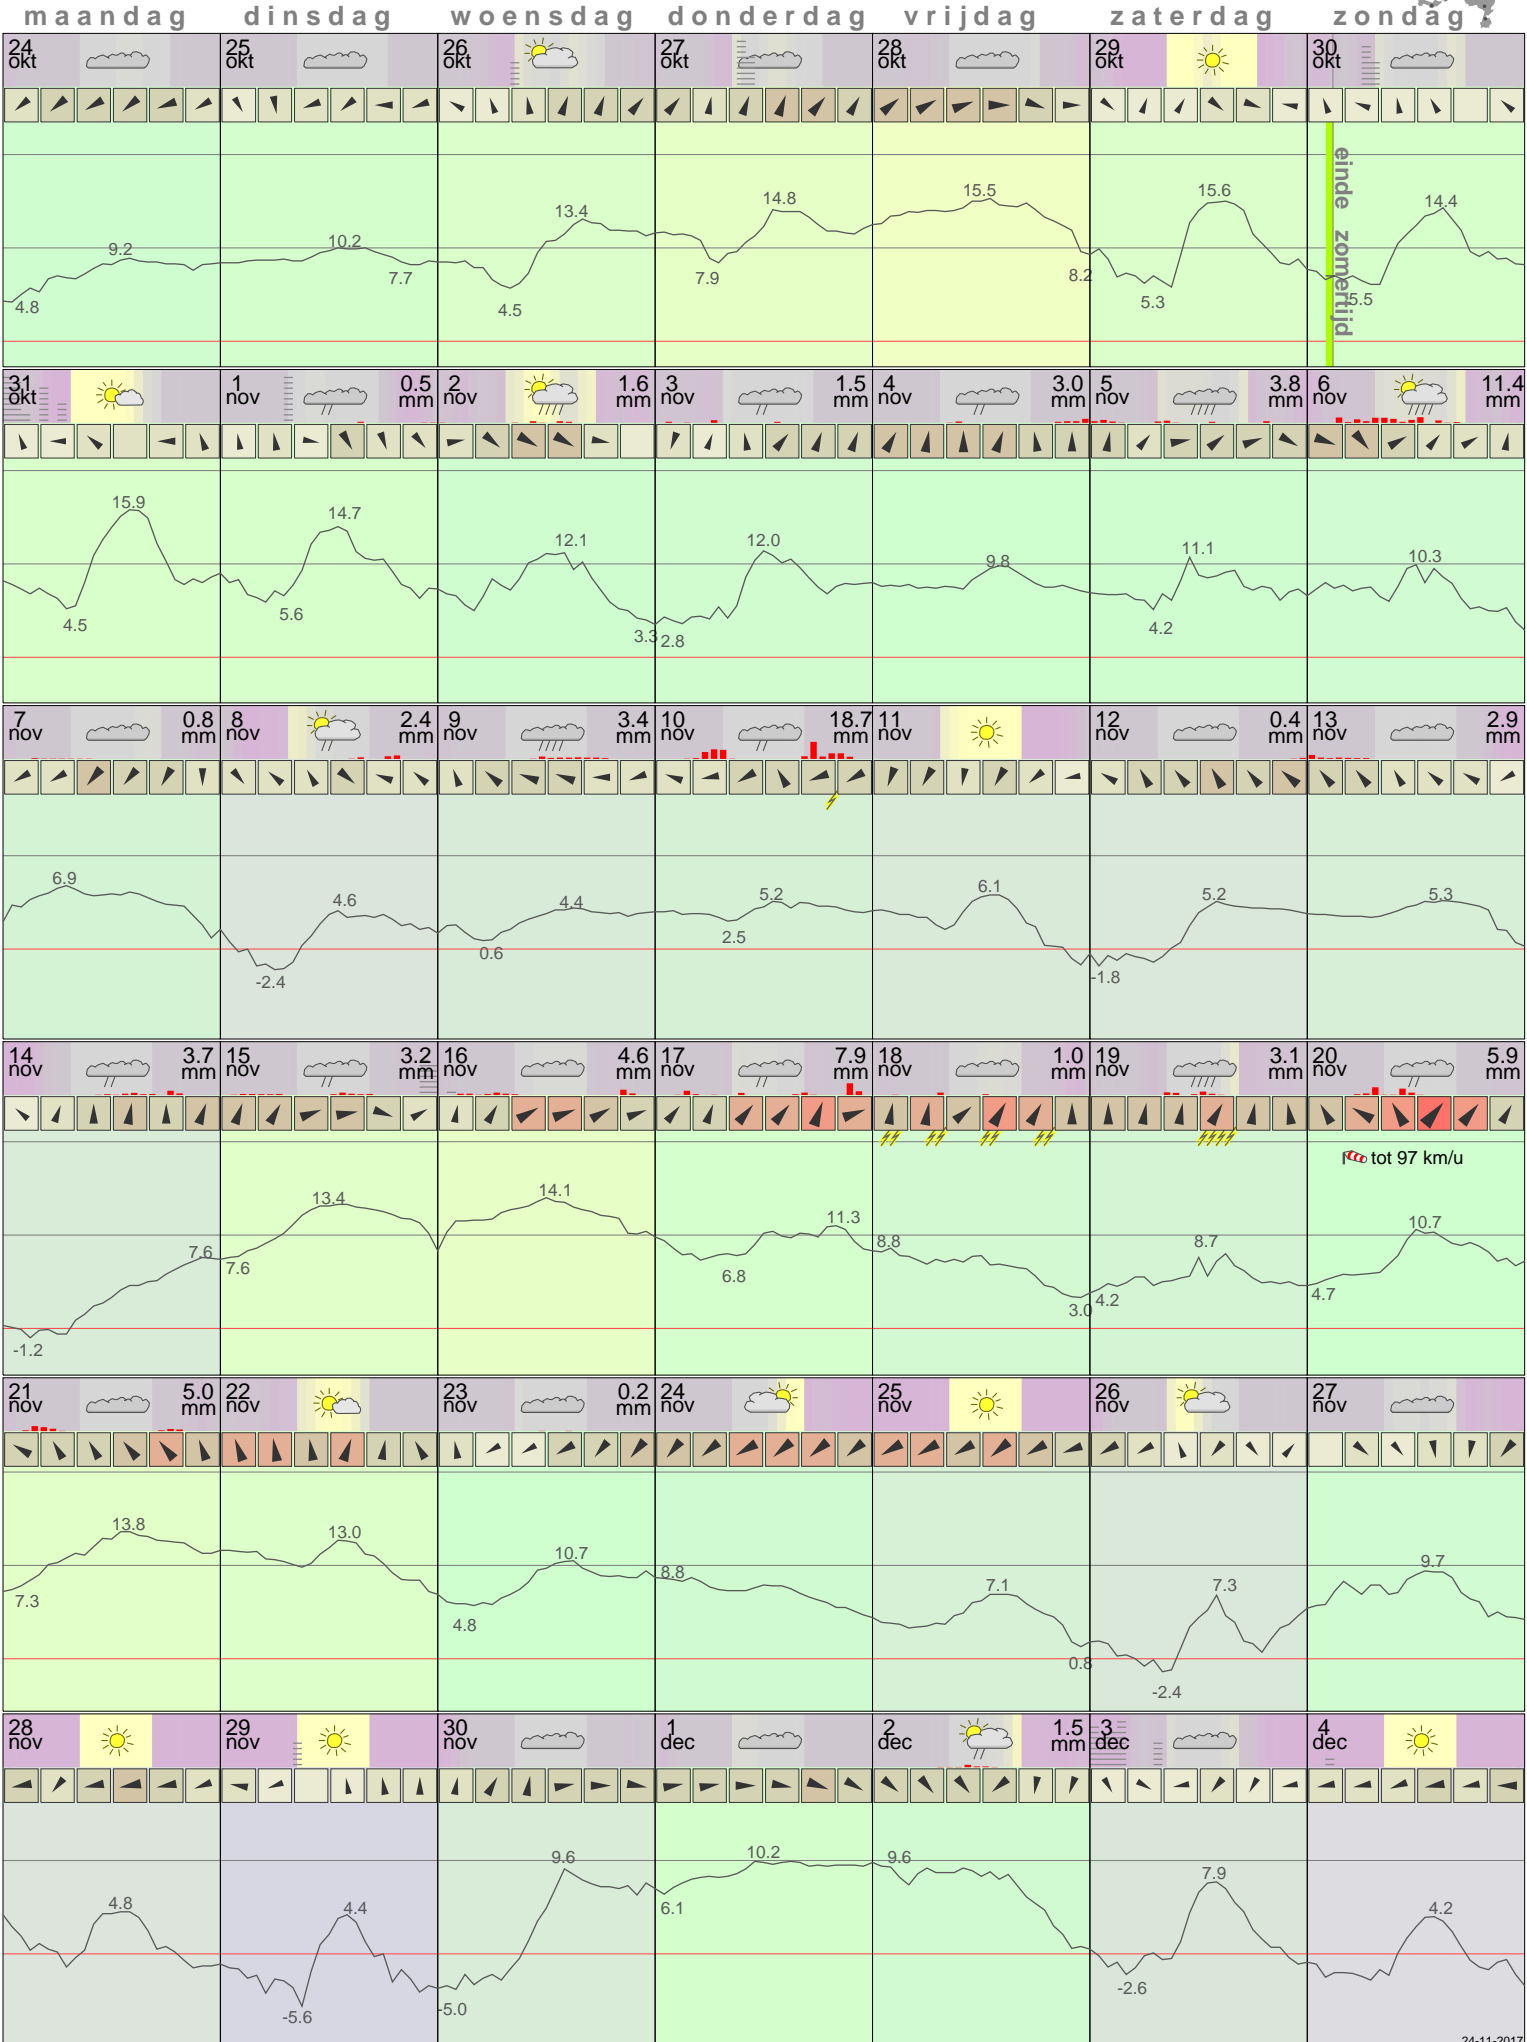 maandag dinsdag woensdag donderdag vrijdag zaterdag zondag
24 okt 25 okt 26 okt 27 okt 28 okt 29 okt 30 okt
einde zomertijd
9.2 4.8 10.2 7.7 13.4 4.5 14.8 7.9 15.5 8.2 15.6 5.3 14.4 5.5
31 okt 1 nov 0.5 mm 2 nov 1.6 mm 3 nov 1.5 mm 4 nov 3.0 mm 5 nov 3.8 mm 6 nov 11.4 mm
15.9 4.5 14.7 5.6 12.1 3.3 12.0 2.8 9.8 11.1 4.2 10.3
7 nov 0.8 mm 8 nov 2.4 mm 9 nov 3.4 mm 10 nov 18.7 mm 11 nov 12 nov 0.4 mm 13 nov 2.9 mm
6.9 4.6 -2.4 4.4 0.6 5.2 2.5 6.1 5.2 -1.8 5.3
14 nov 3.7 mm 15 nov 3.2 mm 16 nov 4.6 mm 17 nov 7.9 mm 18 nov 1.0 mm 19 nov 3.1 mm 20 nov 5.9 mm
tot 97 km/u
7.6 -1.2 13.4 7.6 14.1 11.3 6.8 8.8 3.0 8.7 4.2 10.7 4.7
21 nov 5.0 mm 22 nov 23 nov 0.2 mm 24 nov 25 nov 26 nov 27 nov
13.8 7.3 13.0 10.7 4.8 8.8 7.1 0.8 7.3 -2.4 9.7
28 nov 29 nov 30 nov 1 dec 2 dec 1.5 mm 3 dec 4 dec
4.8 4.4 -5.6 9.6 -5.0 10.2 6.1 9.6 7.9 -2.6 4.2
24-11-2017